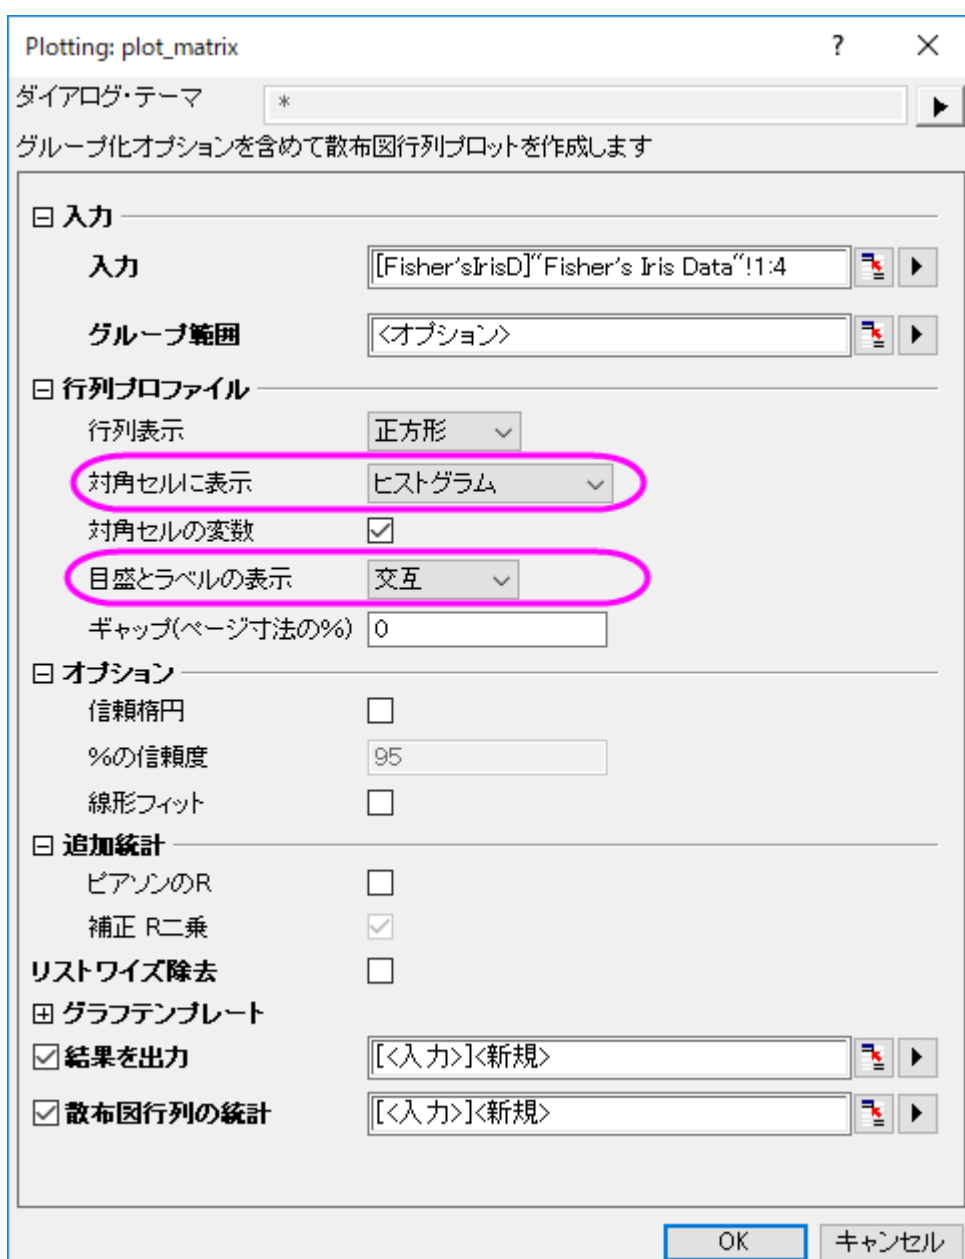 Plotting: plot_matrix ?
ダイアログ・テーマ *
グループ化オプションを含めて散布図行列プロットを作成します
入力
入力 [Fisher'sIrisD]"Fisher's Iris Data"!1:4
グループ範囲 <オプション>
行列プロファイル
行列表示 正方形
対角セルに表示 ヒストグラム
対角セルの変数
目盛とラベルの表示 交互
ギャップ(ページ寸法の%) 0
オプション
信頼楕円
%の信頼度 95
線形フィット
追加統計
ピアソンのR
補正 R二乗
リストワイズ除去
グラフテンプレート
結果を出力 [<入力>]<新規>
散布図行列の統計 [<入力>]<新規>
OK キャンセル